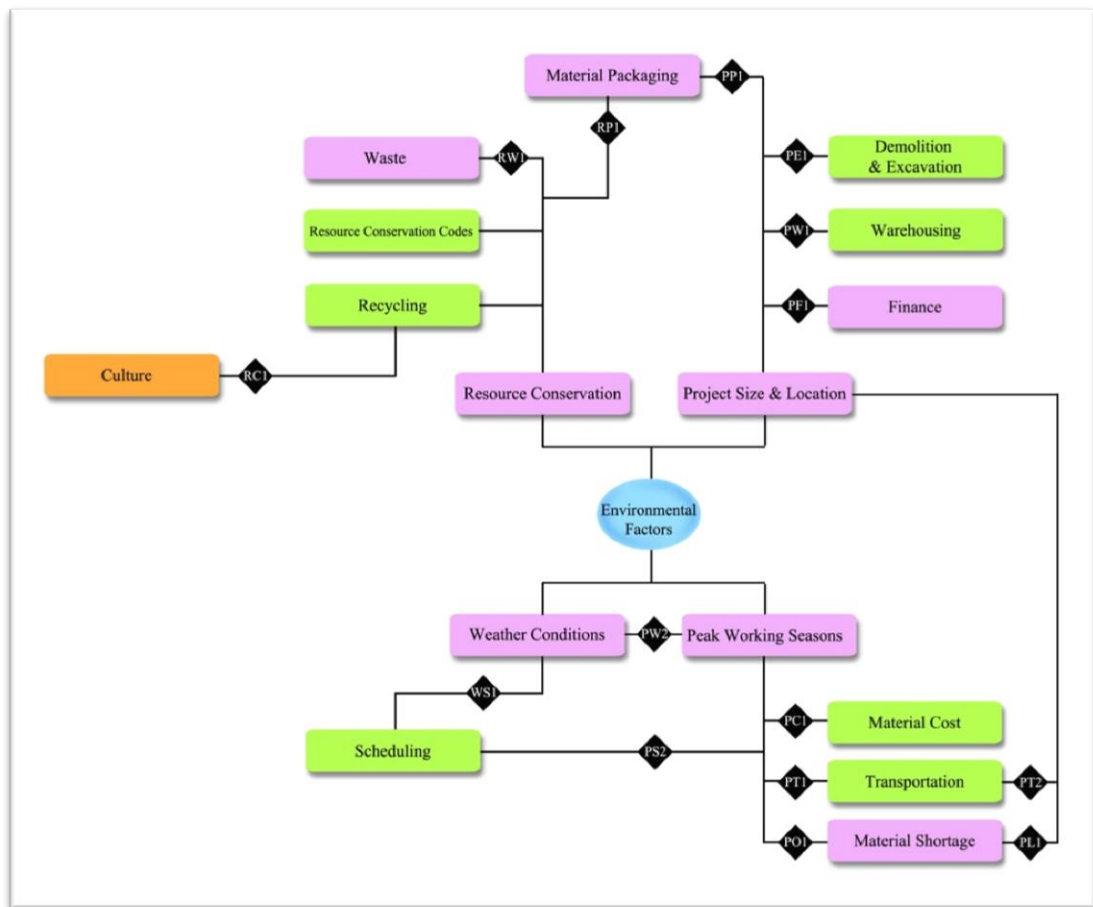 Material Packaging
PP1
RP1
Waste
RW1
PE1
Demolition
& Excavation
Resource Conservation Codes
PW1
Warehousing
Recycling
PF1
Finance
Culture
RC1
Resource Conservation
Project Size & Location
Environmental
Factors
Weather Conditions
PW2
Peak Working Seasons
WS1
PC1
Material Cost
Scheduling
PS2
PT1
Transportation
PT2
PO1
Material Shortage
PL1